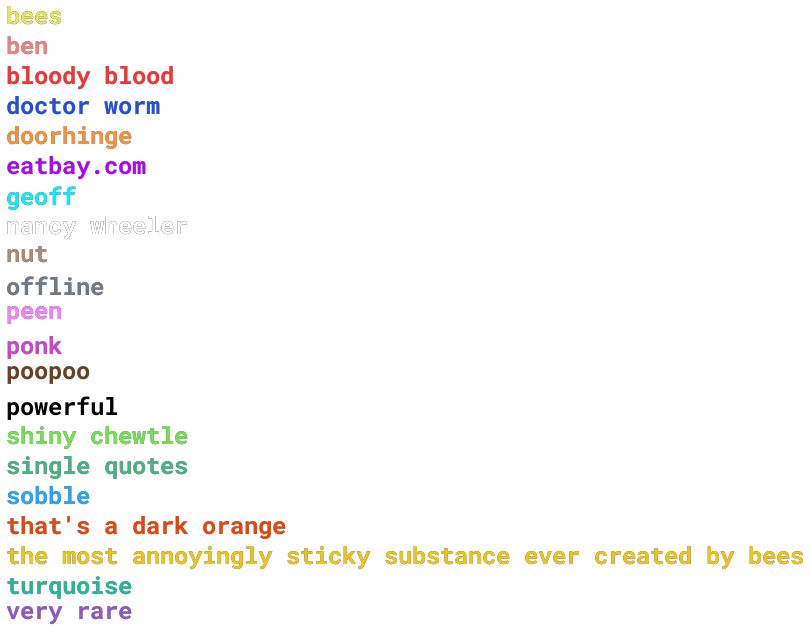 bees
ben
bloody blood
doctor worm
doorhinge
eatbay.com
geoff
nancy wheeler
nut
offline
peen
ponk
poopoo
powerful
shiny chewtle
single quotes
sobble
that's a dark orange
the most annoyingly sticky substance ever created by bees
turquoise
very rare